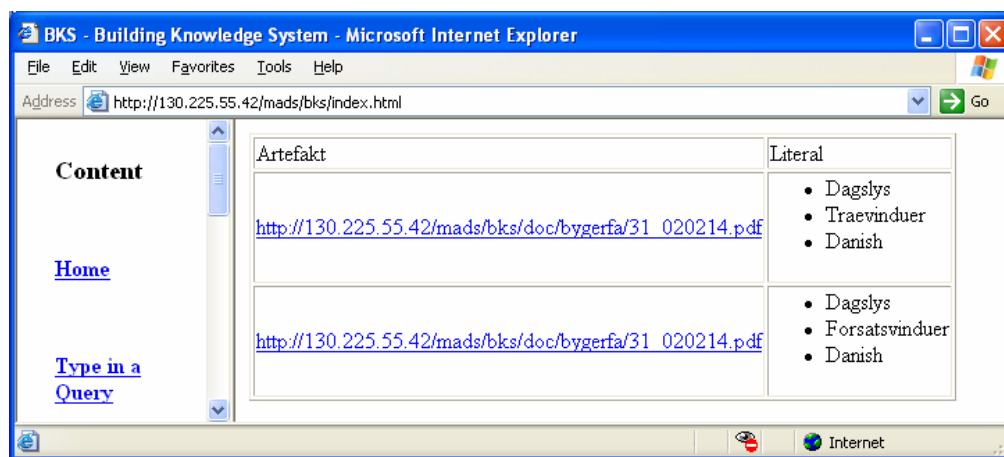 BKS - Building Knowledge System - Microsoft Internet Explorer
File Edit View Favorites Tools Help
Address http://130.225.55.42/mads/bks/index.html Go
Content
Home
Type in a
Query
Artefakt Literal
http://130.225.55.42/mads/bks/doc/bygerfa/31_020214.pdf
• Dagslys
• Traevinduer
• Danish
http://130.225.55.42/mads/bks/doc/bygerfa/31_020214.pdf
• Dagslys
• Forsatsvinduer
• Danish
Internet